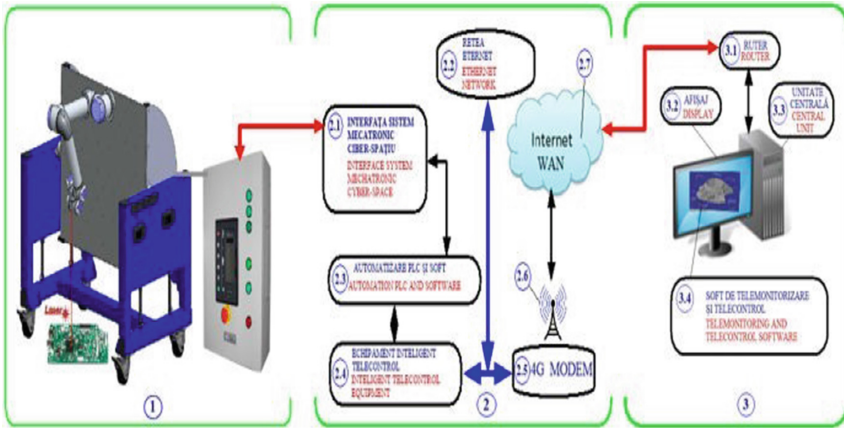 Laser
1
2.1
INTERFAȚA SISTEM
MECATRONIC
CIBER-SPAȚIU
INTERFACE SYSTEM
MECHATRONIC
CYBER-SPACE
2.2
RETEA
ETERNET
ETHERNET
NETWORK
2.3
AUTOMATIZARE PLC ȘI SOFT
AUTOMATION PLC AND SOFTWARE
2.4
ECHIPAMENT INTELIGENT
TELECONTROL
INTELIGENT TELECONTROL
EQUIPMENT
2.5
4G MODEM
2.6
2.7
Internet
WAN
2
3.1
RUTER
ROUTER
3.2
AFIȘAJ
DISPLAY
3.3
UNITATE
CENTRALĂ
CENTRAL
UNIT
3.4
SOFT DE TELEMONITORIZARE
ȘI TELECONTROL
TELEMONITORING AND
TELECONTROL SOFTWARE
3